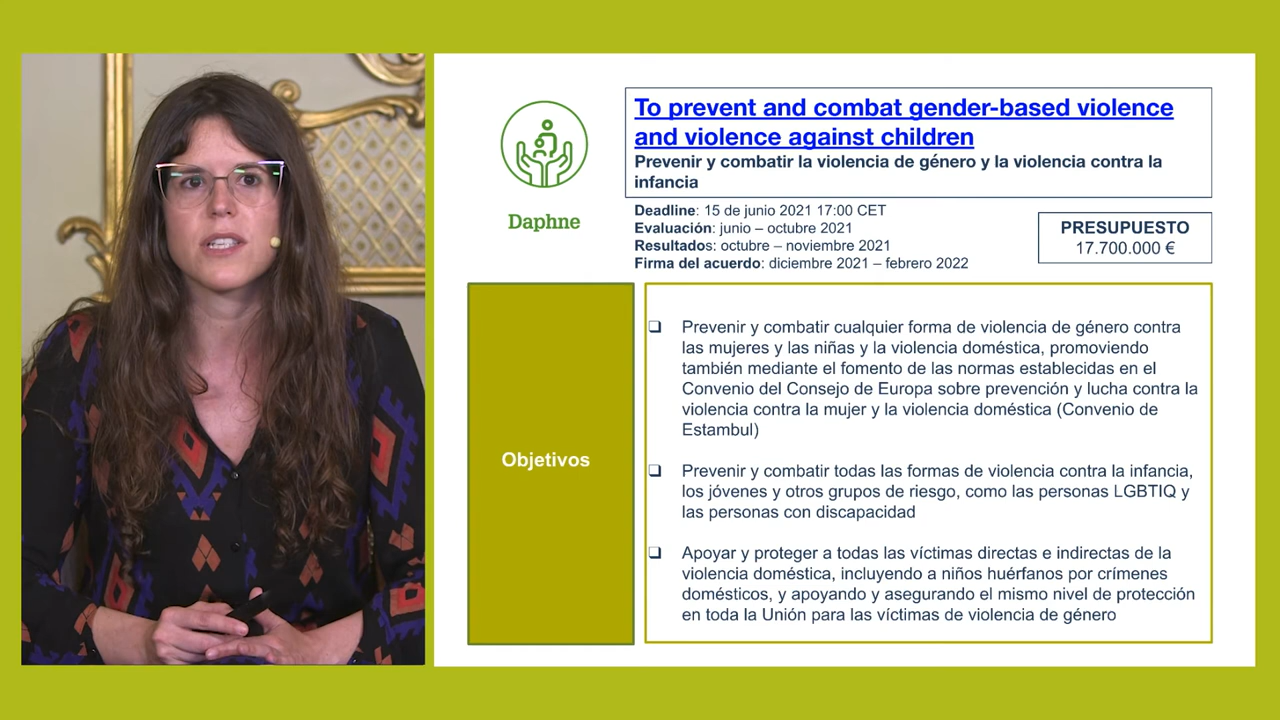 To prevent and combat gender-based violence
and violence against children
Prevenir y combatir la violencia de género y la violencia contra la
infancia
Daphne
Deadline: 15 de junio 2021 17:00 CET
Evaluación: junio – octubre 2021
Resultados: octubre – noviembre 2021
Firma del acuerdo: diciembre 2021 – febrero 2022
PRESUPUESTO
17.700.000 €
Objetivos
Prevenir y combatir cualquier forma de violencia de género contra
las mujeres y las niñas y la violencia doméstica, promoviendo
también mediante el fomento de las normas establecidas en el
Convenio del Consejo de Europa sobre prevención y lucha contra la
violencia contra la mujer y la violencia doméstica (Convenio de
Estambul)
Prevenir y combatir todas las formas de violencia contra la infancia,
los jóvenes y otros grupos de riesgo, como las personas LGBTIQ y
las personas con discapacidad
Apoyar y proteger a todas las víctimas directas e indirectas de la
violencia doméstica, incluyendo a niños huérfanos por crímenes
domésticos, y apoyando y asegurando el mismo nivel de protección
en toda la Unión para las víctimas de violencia de género